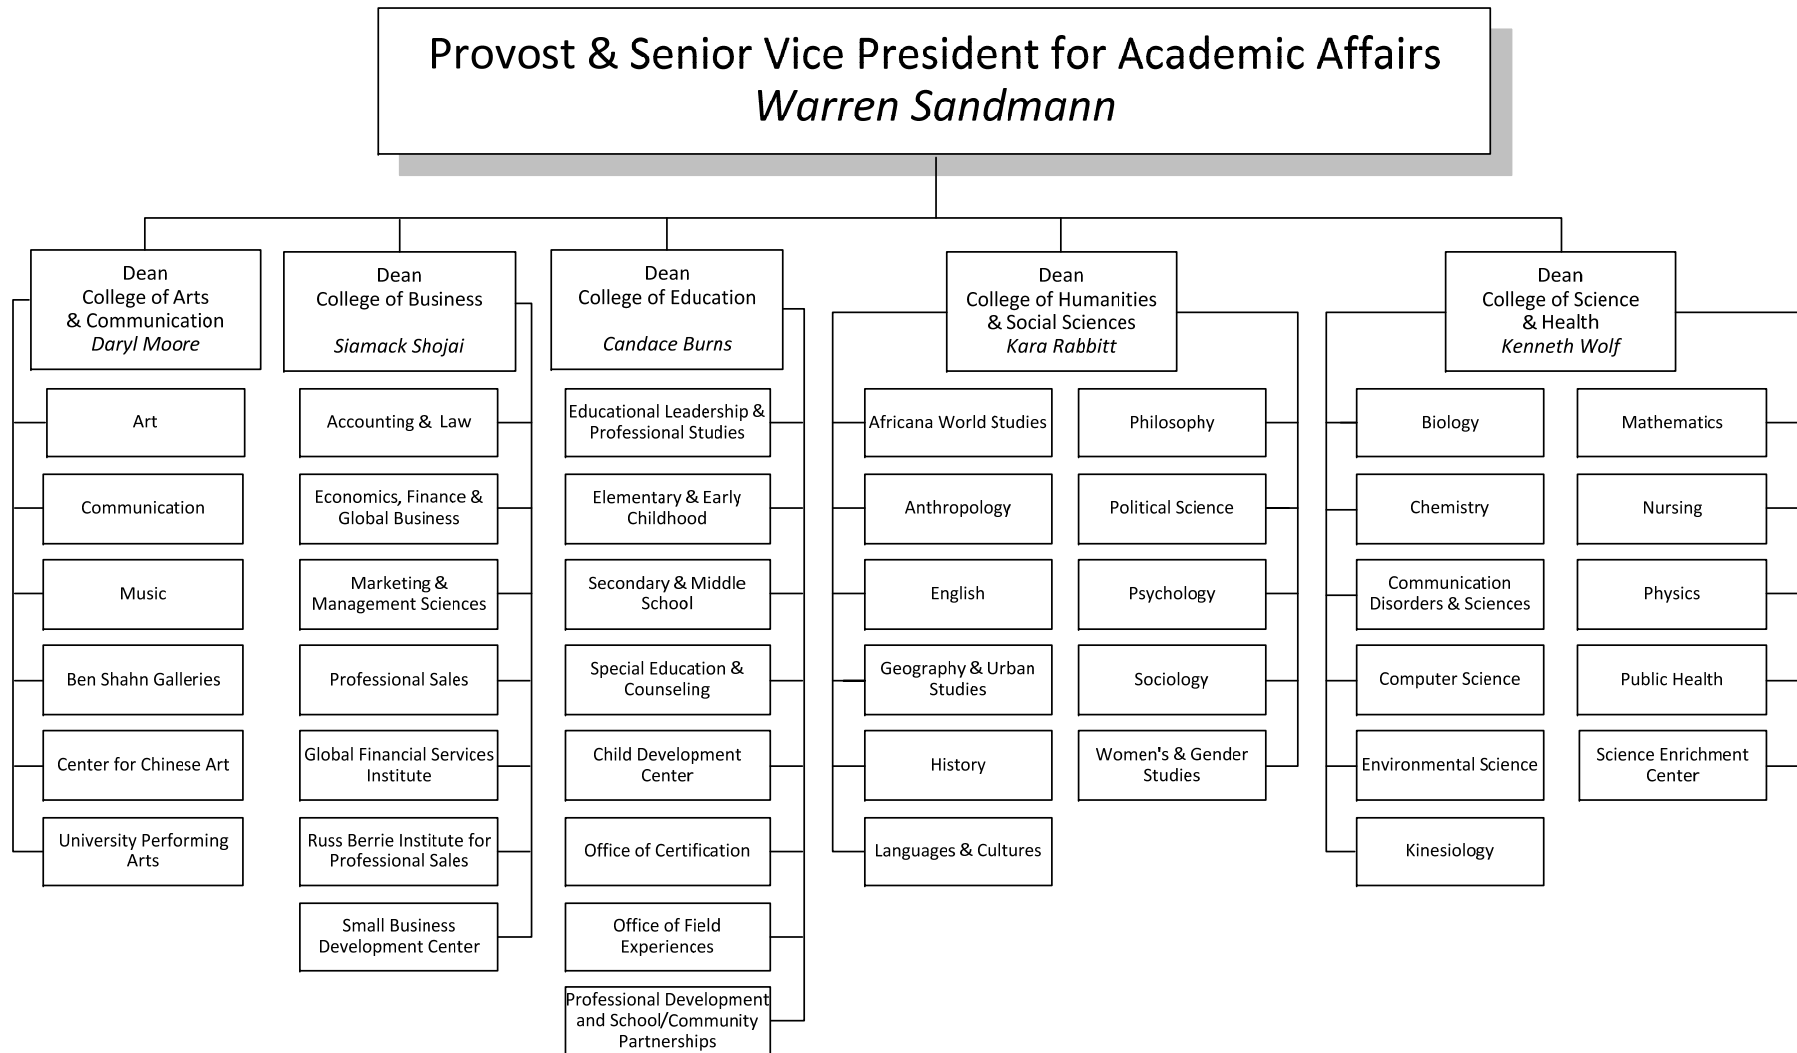 Provost & Senior Vice President for Academic Affairs
Warren Sandmann
Dean
College of Arts
& Communication
Daryl Moore
Art
Communication
Music
Ben Shahn Galleries
Center for Chinese Art
University Performing
Arts
Dean
College of Business
Siamack Shojai
Accounting & Law
Economics, Finance &
Global Business
Marketing &
Management Sciences
Professional Sales
Global Financial Services
Institute
Russ Berrie Institute for
Professional Sales
Small Business
Development Center
Dean
College of Education
Candace Burns
Educational Leadership &
Professional Studies
Elementary & Early
Childhood
Secondary & Middle
School
Special Education &
Counseling
Child Development
Center
Office of Certification
Office of Field
Experiences
Professional Development
and School/Community
Partnerships
Dean
College of Humanities
& Social Sciences
Kara Rabbitt
Africana World Studies
Anthropology
English
Geography & Urban
Studies
History
Languages & Cultures
Philosophy
Political Science
Psychology
Sociology
Women's & Gender
Studies
Dean
College of Science
& Health
Kenneth Wolf
Biology
Chemistry
Communication
Disorders & Sciences
Computer Science
Environmental Science
Kinesiology
Mathematics
Nursing
Physics
Public Health
Science Enrichment
Center